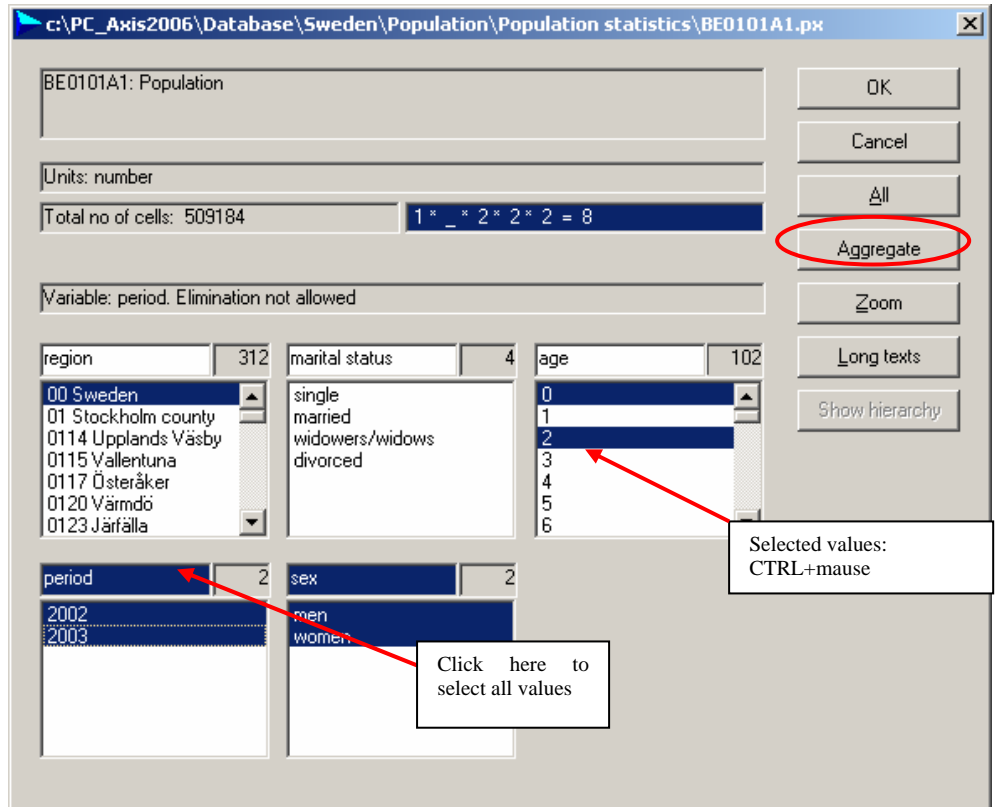 c:\PC_Axis2006\Database\Sweden\Population\Population statistics\BE0101A1.px
BE0101A1: Population
OK
Cancel
Units: number
All
Total no of cells: 509184
1 * _ * 2 * 2 * 2 = 8
Aggregate
Variable: period. Elimination not allowed
Zoom
region 312
marital status 4
age 102
Long texts
00 Sweden
01 Stockholm county
0114 Upplands Väsby
0115 Vallentuna
0117 Österåker
0120 Värmdö
0123 Järfälla
single
married
widowers/widows
divorced
0
1
2
3
4
5
6
Show hierarchy
Selected values:
CTRL+mause
period 2
sex 2
2002
2003
men
women
Click here to
select all values